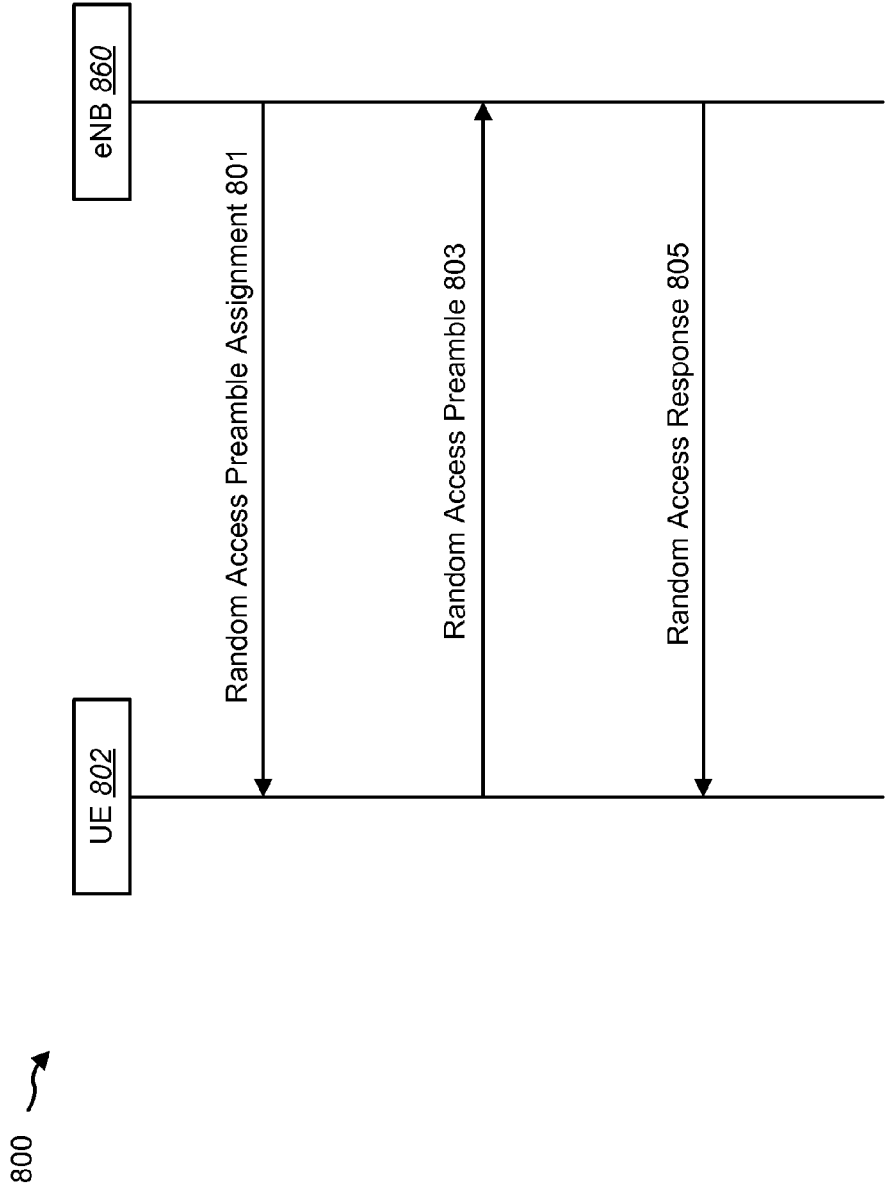 800
UE 802
eNB 860
Random Access Preamble Assignment 801
Random Access Preamble 803
Random Access Response 805